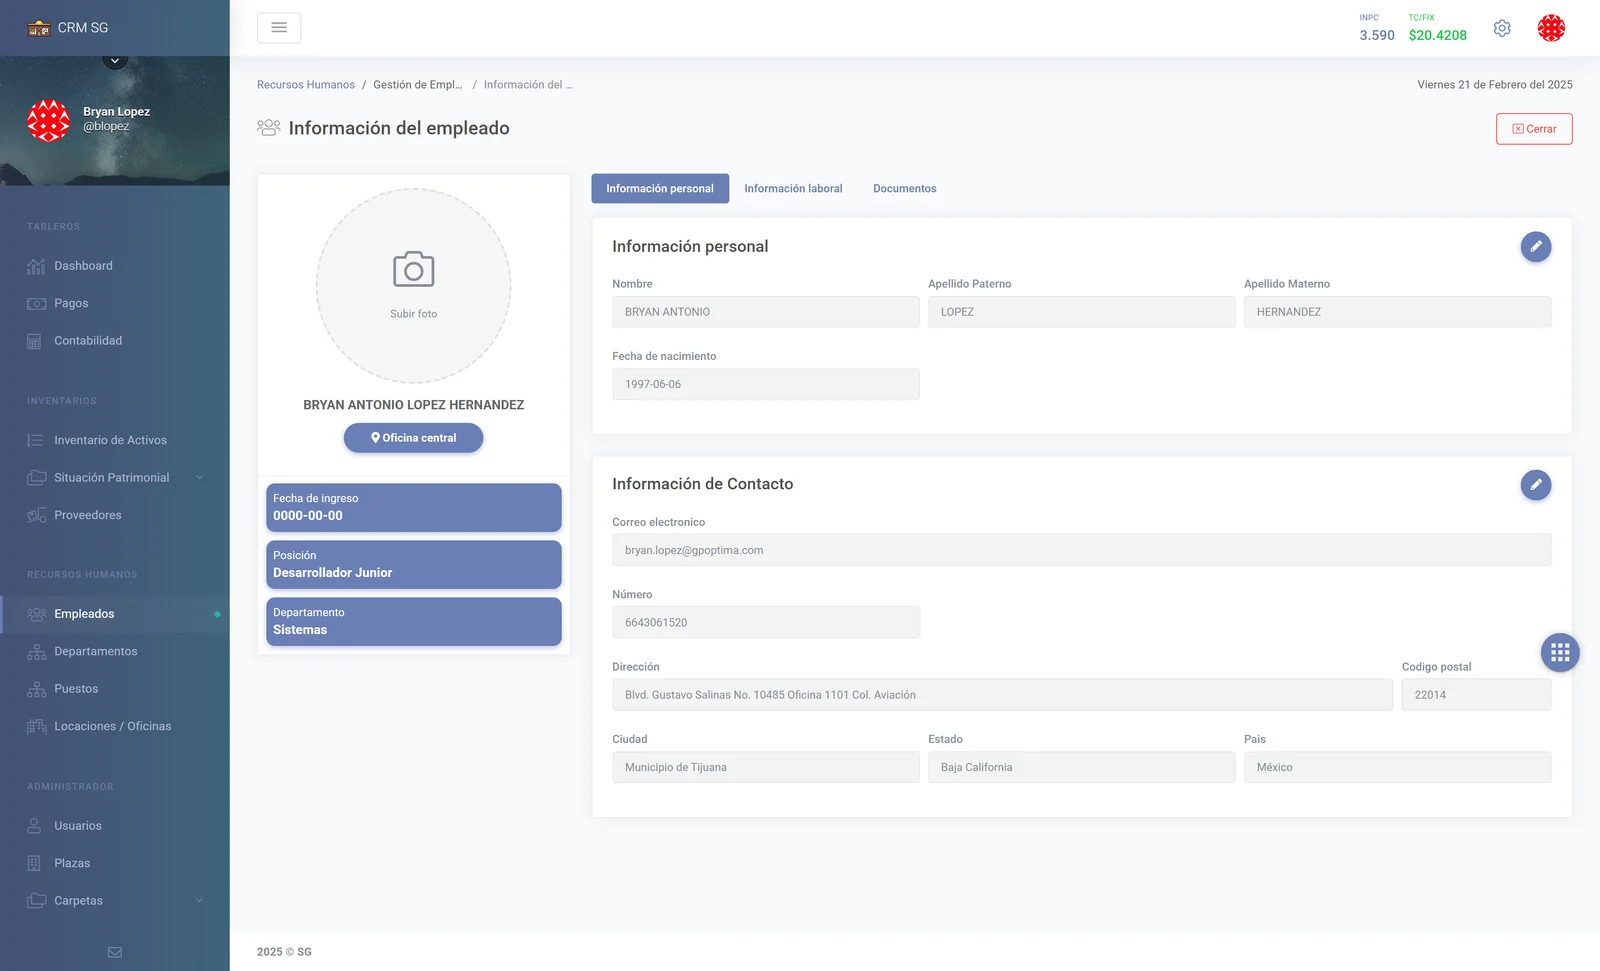 CRM SG
Bryan Lopez
@blopez
TABLEROS
Dashboard
Pagos
Contabilidad
INVENTARIOS
Inventario de Activos
Situación Patrimonial
Proveedores
RECURSOS HUMANOS
Empleados
Departamentos
Puestos
Locaciones / Oficinas
ADMINISTRADOR
Usuarios
Plazas
Carpetas
INPC
3.590
TC/FIX
$20.4208
Recursos Humanos / Gestión de Empl... / Información del ...
Viernes 21 de Febrero del 2025
Información del empleado
Cerrar
Subir foto
BRYAN ANTONIO LOPEZ HERNANDEZ
Oficina central
Fecha de ingreso
0000-00-00
Posición
Desarrollador Junior
Departamento
Sistemas
Información personal
Información laboral
Documentos
Información personal
Nombre
BRYAN ANTONIO
Apellido Paterno
LOPEZ
Apellido Materno
HERNANDEZ
Fecha de nacimiento
1997-06-06
Información de Contacto
Correo electronico
bryan.lopez@gpoptima.com
Número
6643061520
Dirección
Blvd. Gustavo Salinas No. 10485 Oficina 1101 Col. Aviación
Codigo postal
22014
Ciudad
Municipio de Tijuana
Estado
Baja California
Pais
México
2025 © SG